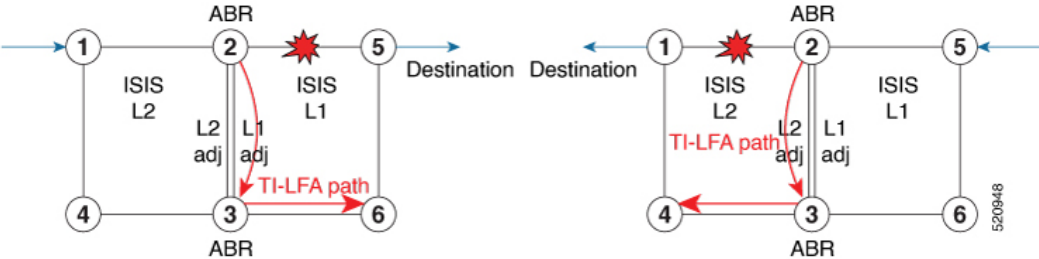 ABR
1
2
5
Destination
ISIS
L2
ISIS
L1
L2
adj
L1
adj
TI-LFA path
4
3
6
ABR
ABR
1
2
5
Destination
ISIS
L2
ISIS
L1
TI-LFA path
L2
adj
L1
adj
4
3
6
ABR
520948